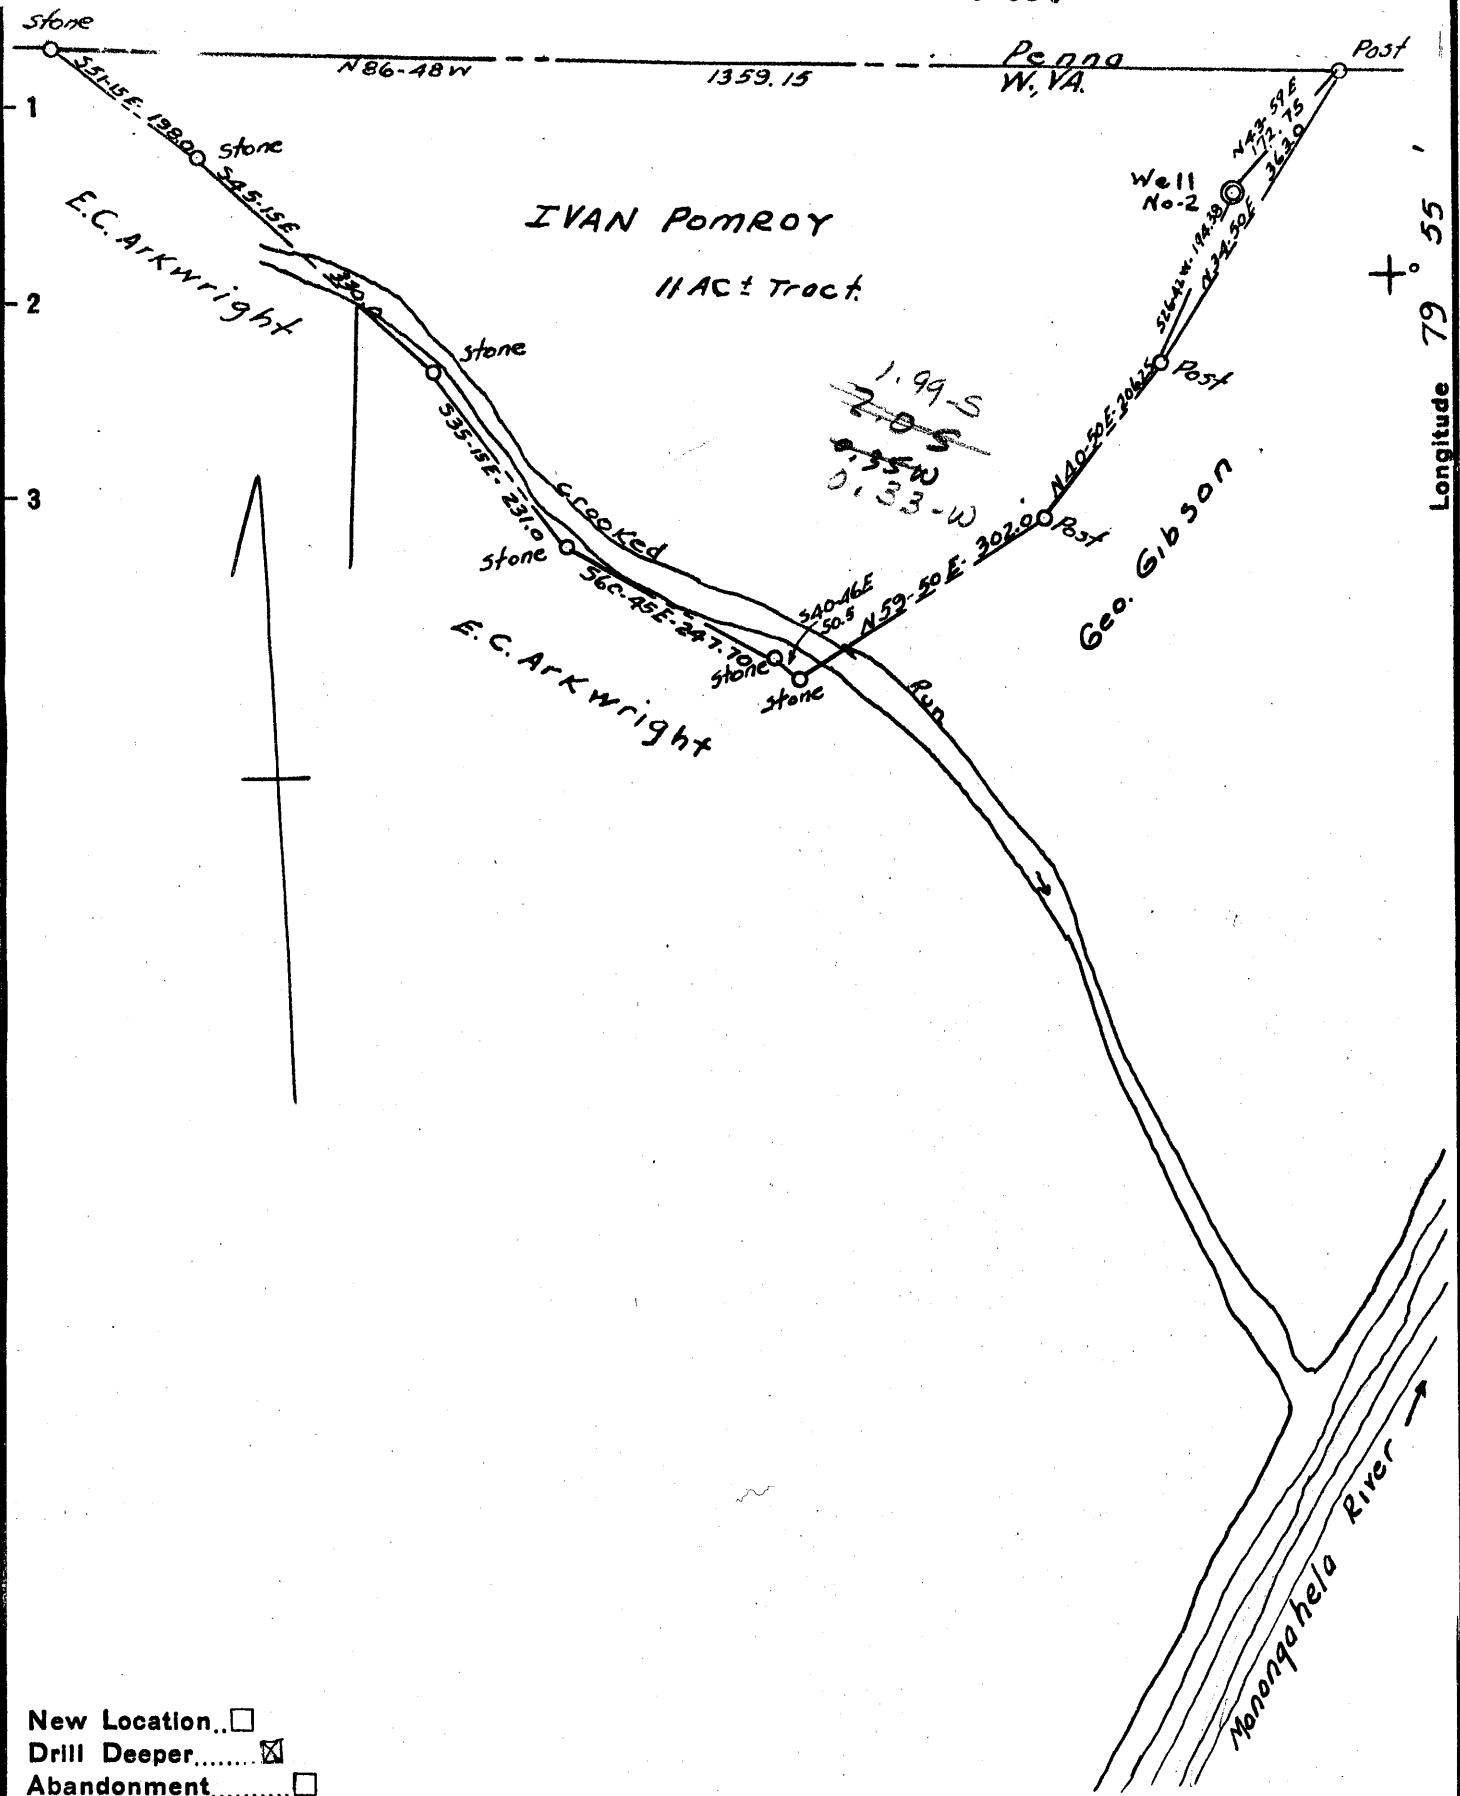 stone
Post
Penna
N86-48W
1359.15
W.,VA.
S51-15E- 198.0
1
N43-59E
172.75
363.0
stone
S45-15E
Well
No-2
E.C. Arkwright
IVAN POMROY
N34-50E
S26-42W-194.38
79° 55'
11 AC± Tract.
230.0
2
stone
Post
1.99-S
2.0 S
0.35W
0.33-W
Longitude
S35-15E- 231.0
N40-50E- 206.25
3
Crooked
302.0
Post
Geo. Gibson
stone
S60-45E-247.70
S40-46E
50.5
N59-50E-
E.C. Arkwright
stone
stone
Run
Monongahela River
New Location..☐
Drill Deeper.......☒
Abandonment.........☐